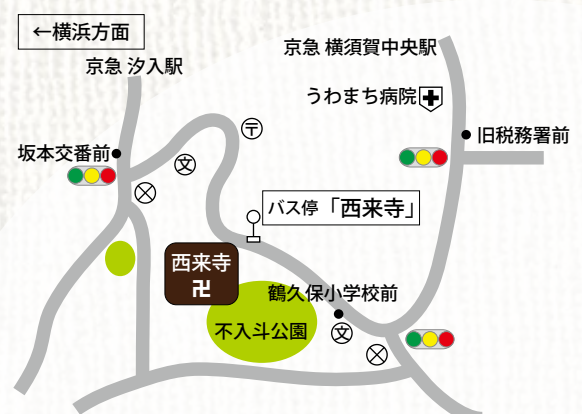 ←横浜方面
京急 汐入駅
京急 横須賀中央駅
うわまち病院
旧税務署前
坂本交番前
〒
文
バス停「西来寺」
西来寺
卍
鶴久保小学校前
不入斗公園
文